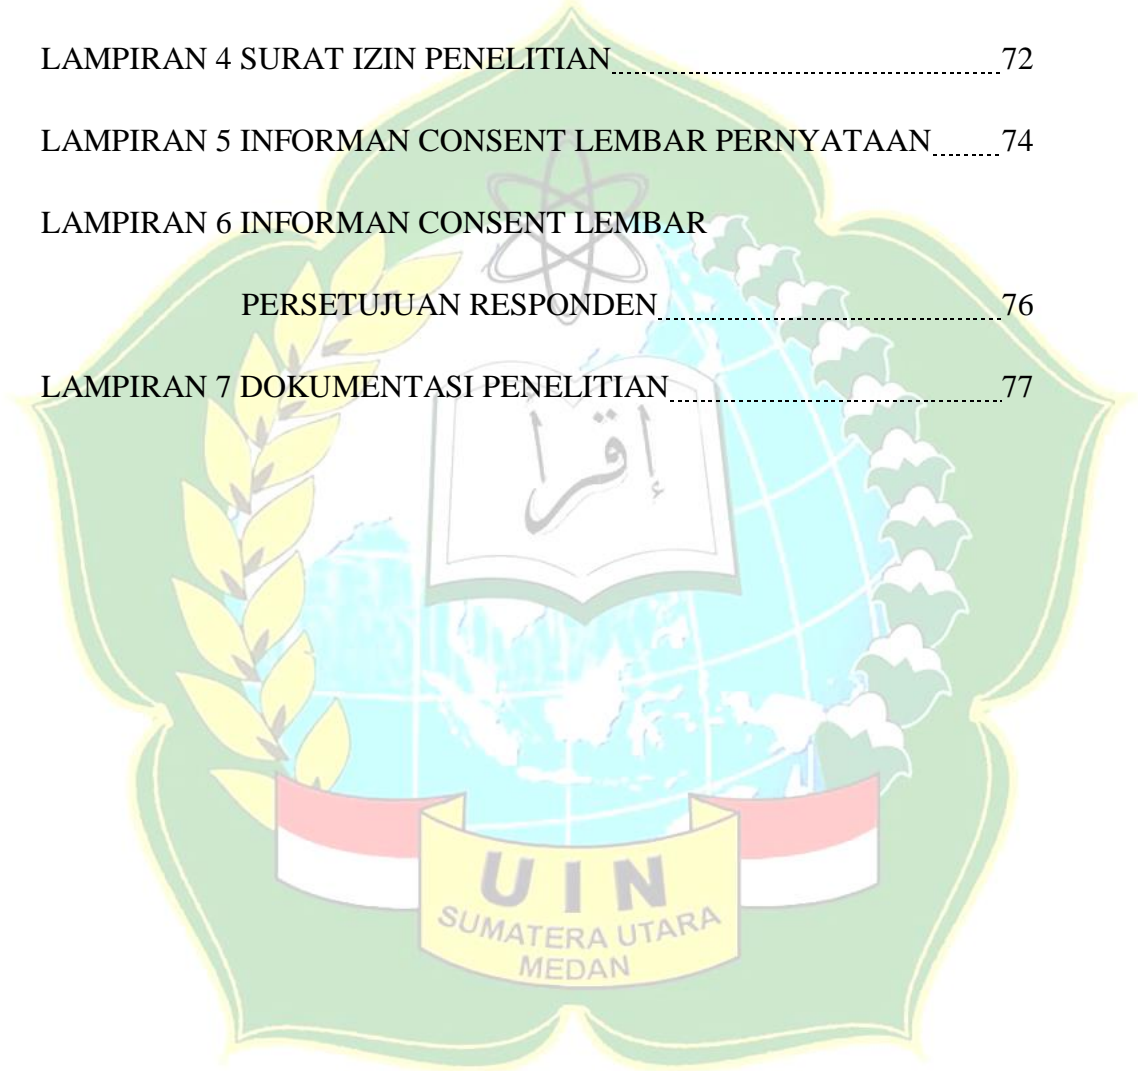 LAMPIRAN 4 SURAT IZIN PENELITIAN 72
LAMPIRAN 5 INFORMAN CONSENT LEMBAR PERNYATAAN 74
LAMPIRAN 6 INFORMAN CONSENT LEMBAR
PERSETUJUAN RESPONDEN 76
LAMPIRAN 7 DOKUMENTASI PENELITIAN 77
إقرأ
UIN
SUMATERA UTARA
MEDAN